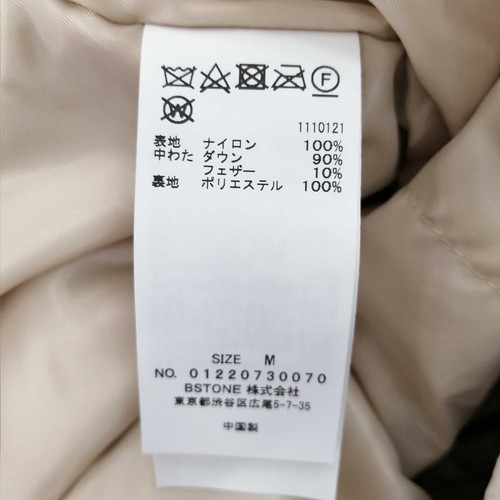 F
W
1110121
表地 ナイロン 100%
中わた ダウン 90%
フェザー 10%
裏地 ポリエステル 100%
SIZE M
NO. 01220730070
BSTONE 株式会社
東京都渋谷区広尾5-7-35
中国製